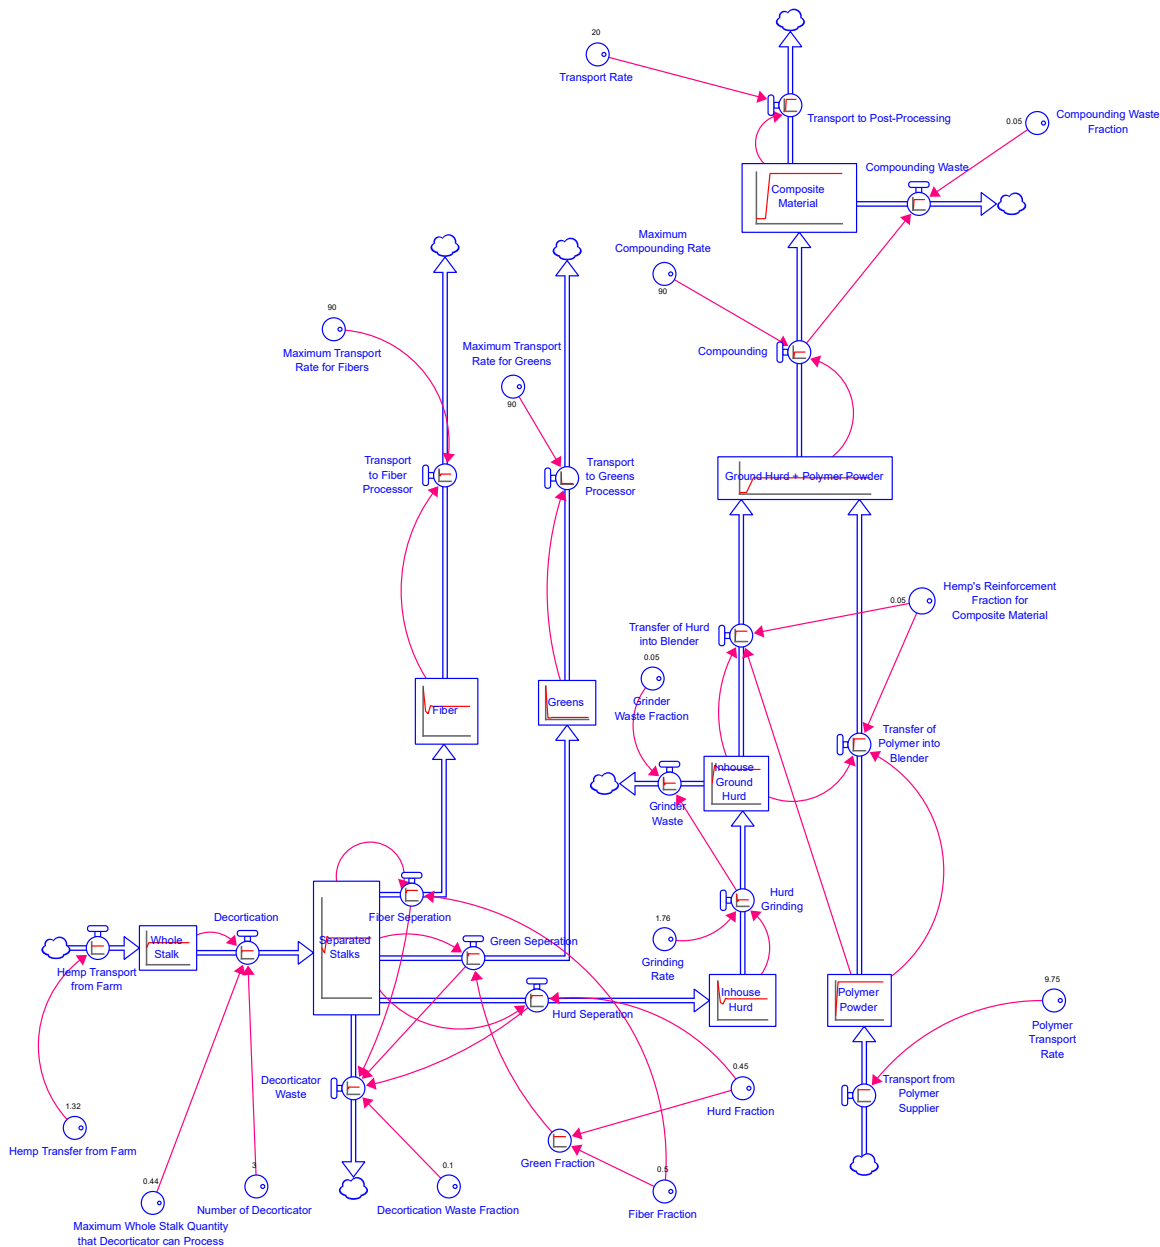 20
Transport Rate
Transport to Post-Processing
0.05
Compounding Waste
Fraction
Compounding Waste
Composite
Material
Maximum
Compounding Rate
90
Compounding
90
Maximum Transport
Rate for Fibers
Maximum Transport
Rate for Greens
90
Transport
to Fiber
Processor
Transport
to Greens
Processor
Ground Hurd + Polymer Powder
0.05
Hemp's Reinforcement
Fraction for
Composite Material
Transfer of Hurd
into Blender
0.05
Grinder
Waste Fraction
Fiber
Greens
Transfer of
Polymer into
Blender
Inhouse
Ground
Hurd
Grinder
Waste
Hurd
Grinding
1.76
Grinding
Rate
Decortication
Fiber Seperation
Green Seperation
Whole
Stalk
Separated
Stalks
Hemp Transport
from Farm
Hurd Seperation
Inhouse
Hurd
Polymer
Powder
9.75
Polymer
Transport
Rate
Decorticator
Waste
Transport from
Polymer
Supplier
0.45
Hurd Fraction
1.32
Hemp Transfer from Farm
Green Fraction
0.44
Maximum Whole Stalk Quantity
that Decorticator can Process
3
Number of Decorticator
0.1
Decortication Waste Fraction
0.5
Fiber Fraction